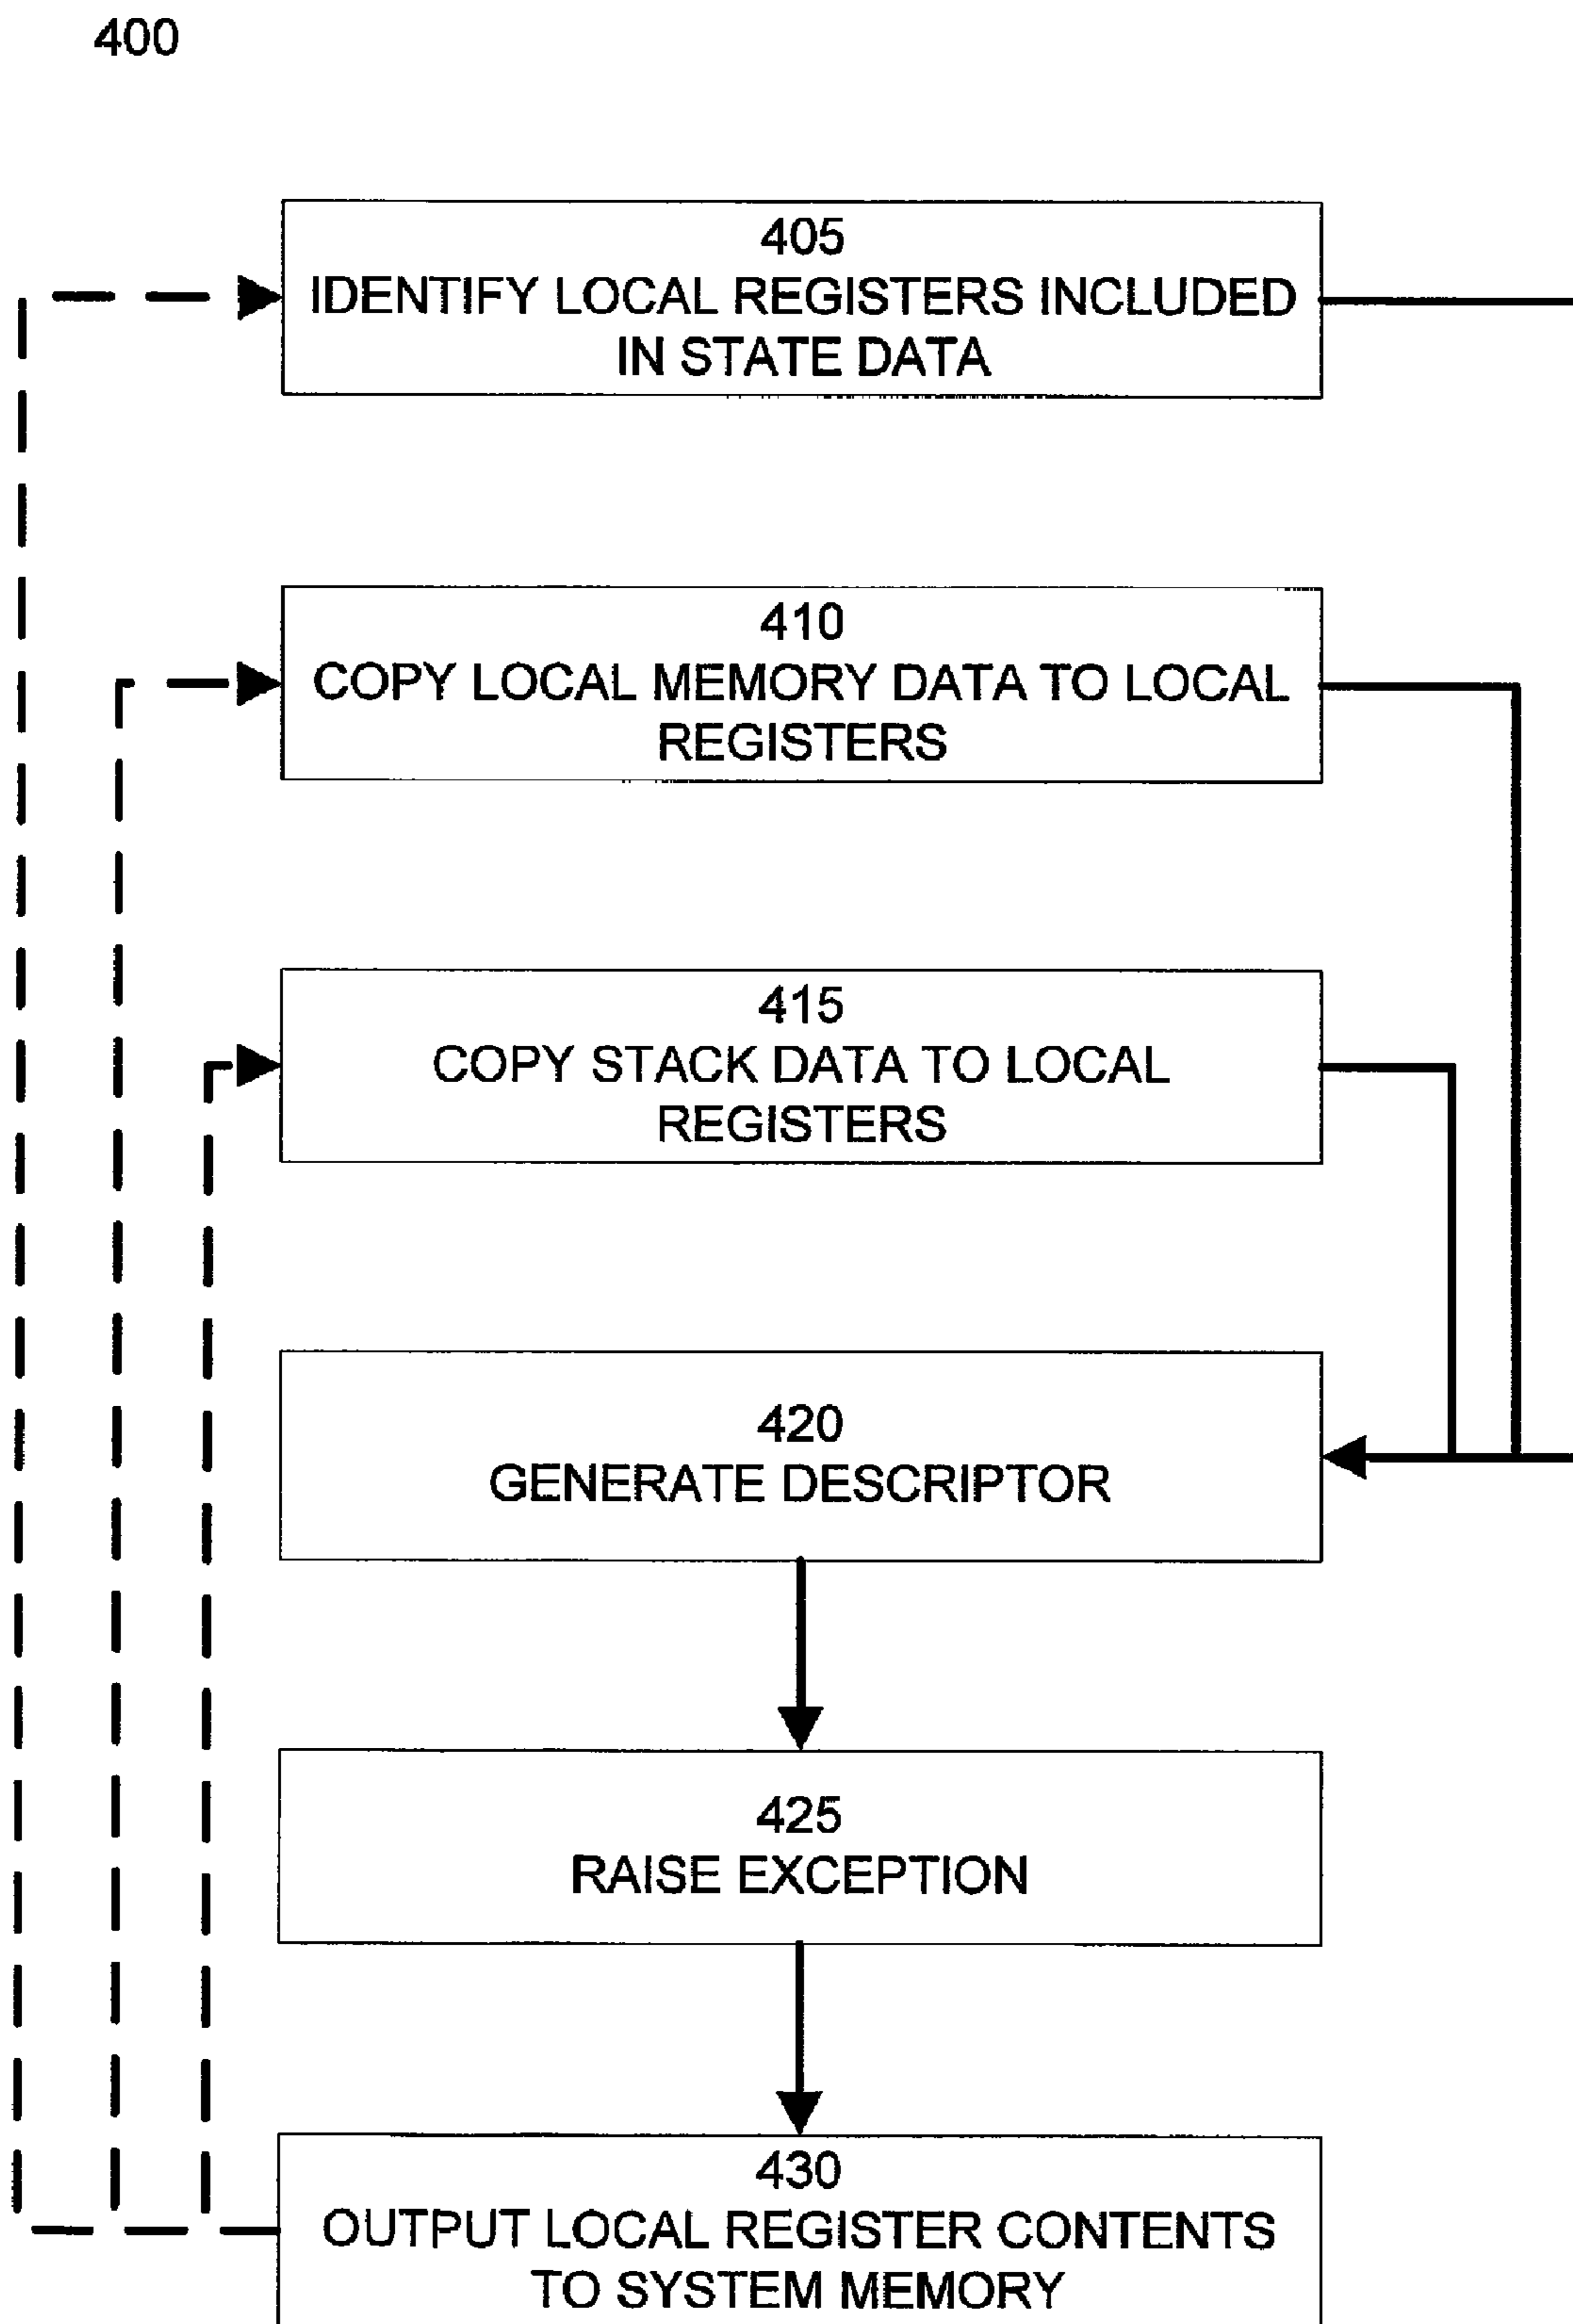 400
405
IDENTIFY LOCAL REGISTERS INCLUDED
IN STATE DATA
410
COPY LOCAL MEMORY DATA TO LOCAL
REGISTERS
415
COPY STACK DATA TO LOCAL
REGISTERS
420
GENERATE DESCRIPTOR
425
RAISE EXCEPTION
430
OUTPUT LOCAL REGISTER CONTENTS
TO SYSTEM MEMORY